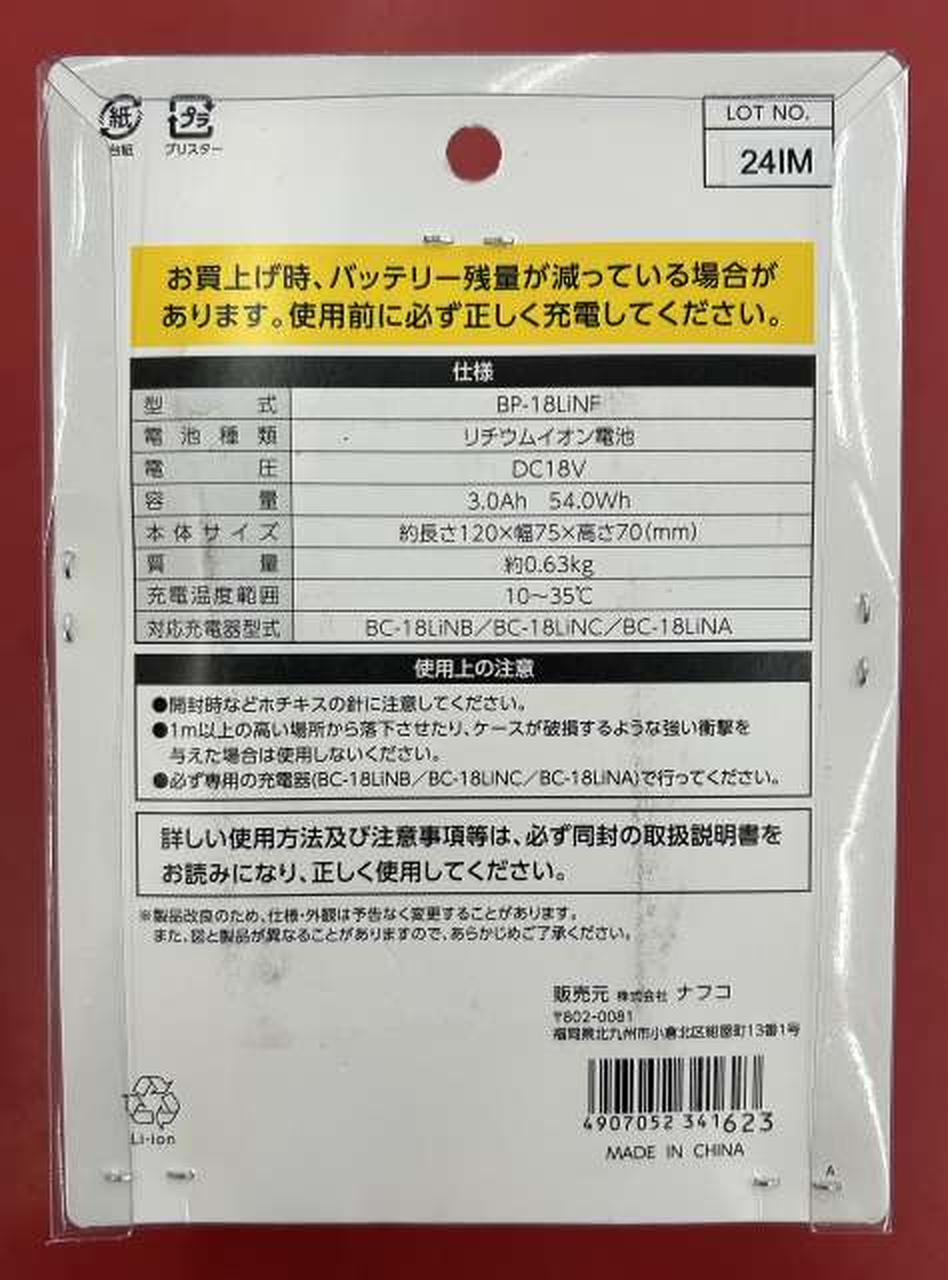 紙
プラ
台紙
ブリスター
LOT NO.
24IM
お買上げ時、バッテリー残量が減っている場合が
あります。使用前に必ず正しく充電してください。
仕様
型式 BP-18LiNF
電池種類 リチウムイオン電池
電圧 DC18V
容量 3.0Ah 54.0Wh
本体サイズ 約長さ120×幅75×高さ70(mm)
質量 約0.63kg
充電温度範囲 10～35℃
対応充電器型式 BC-18LiNB／BC-18LiNC／BC-18LiNA
使用上の注意
●開封時などホチキスの針に注意してください。
●1m以上の高い場所から落下させたり、ケースが破損するような強い衝撃を
与えた場合は使用しないください。
●必ず専用の充電器(BC-18LiNB／BC-18LiNC／BC-18LiNA)で行ってください。
詳しい使用方法及び注意事項等は、必ず同封の取扱説明書を
お読みになり、正しく使用してください。
※製品改良のため、仕様・外観は予告なく変更することがあります。
また、図と製品が異なることがありますので、あらかじめご了承ください。
販売元 株式会社 ナフコ
〒802-0081
福岡県北九州市小倉北区紺屋町13番1号
4907052 341623
MADE IN CHINA
Li-ion
A